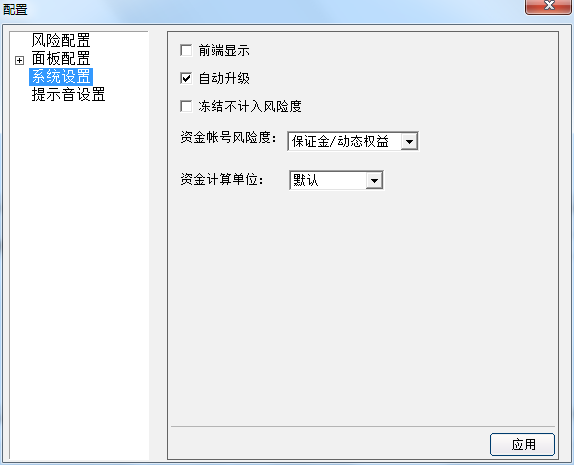 配置
风险配置
面板配置
系统设置
提示音设置
前端显示
自动升级
冻结不计入风险度
资金帐号风险度： 保证金/动态权益
资金计算单位： 默认
应用